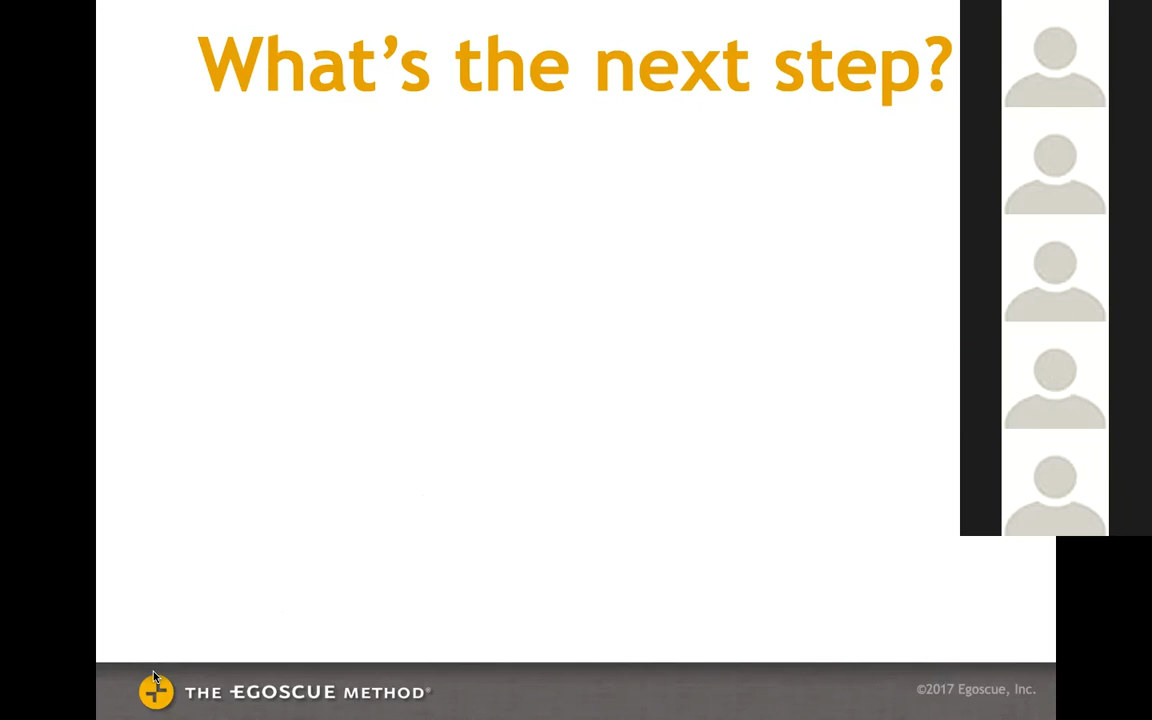 What’s the next step?
THE EGOSCUE METHOD®
©2017 Egoscue, Inc.